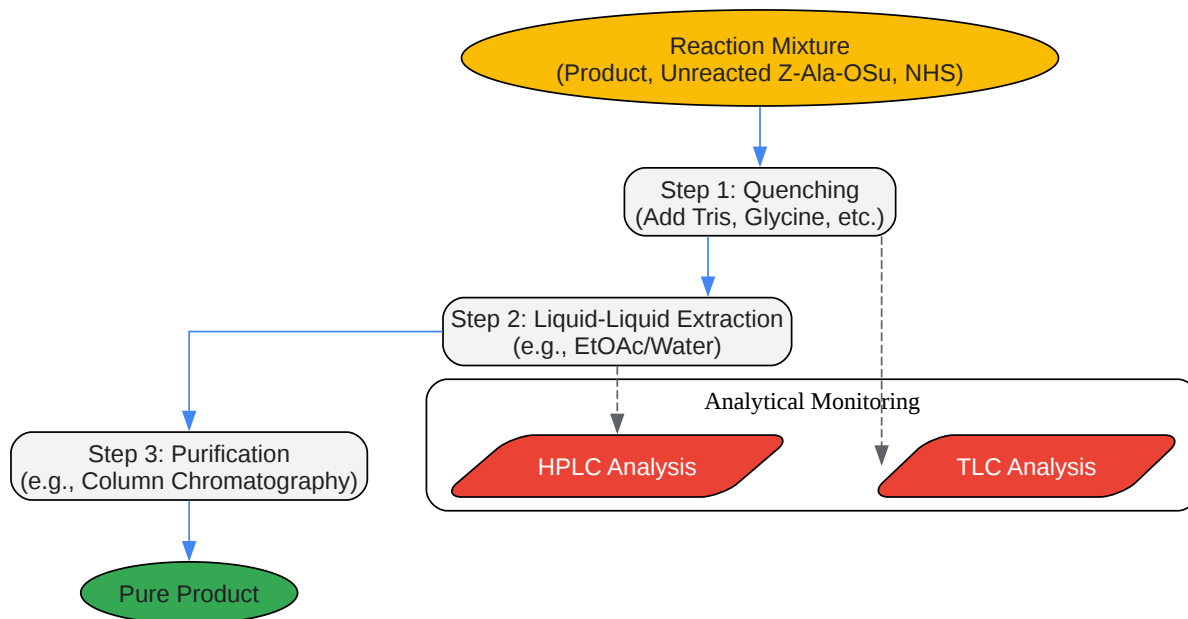 Reaction Mixture
(Product, Unreacted Z-Ala-OSu, NHS)
Step 1: Quenching
(Add Tris, Glycine, etc.)
Step 2: Liquid-Liquid Extraction
(e.g., EtOAc/Water)
Analytical Monitoring
Step 3: Purification
(e.g., Column Chromatography)
HPLC Analysis
TLC Analysis
Pure Product